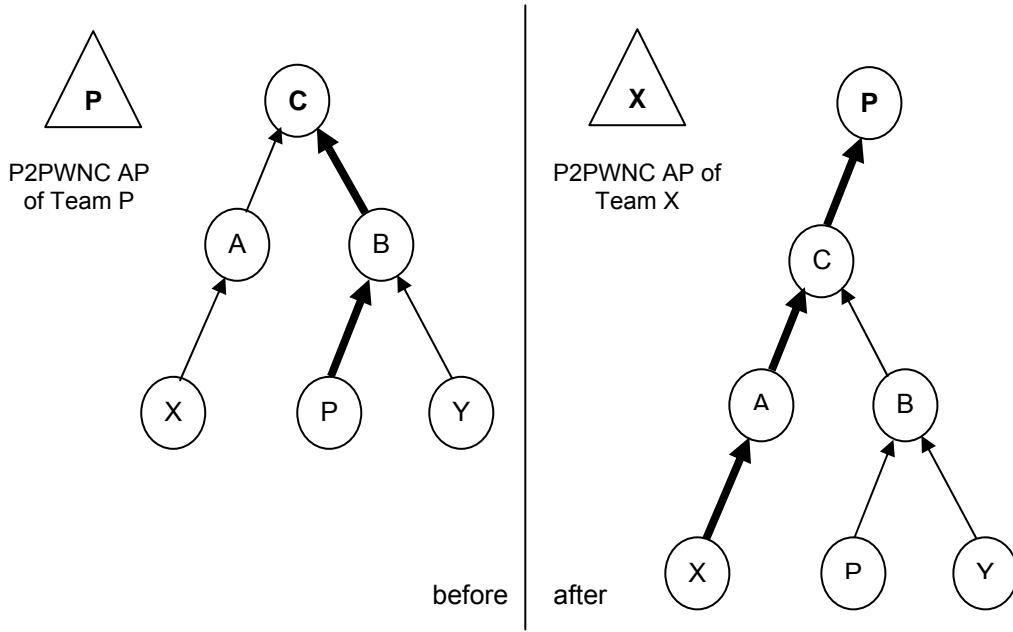 P
P2PWNC AP
of Team P
C
A
B
X
P
Y
before
X
P2PWNC AP of
Team X
P
C
A
B
X
P
Y
after